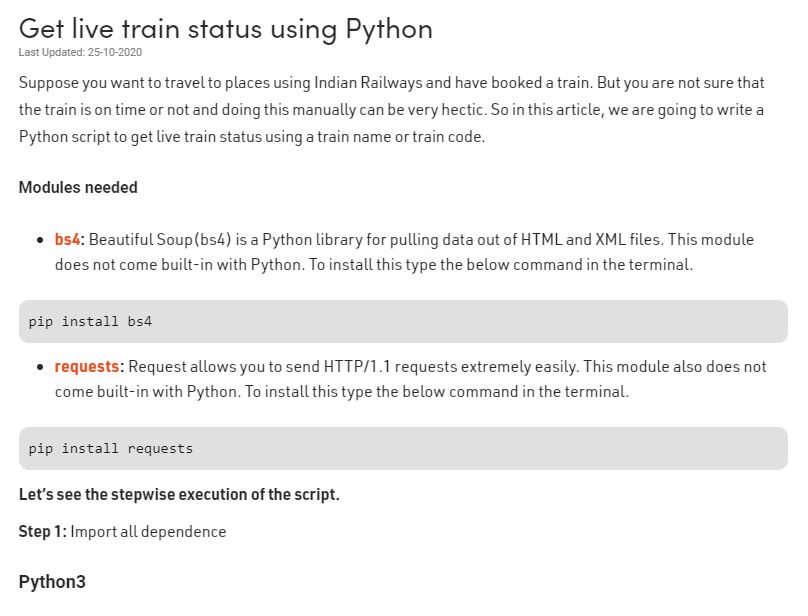 Get live train status using Python
Last Updated: 25-10-2020
Suppose you want to travel to places using Indian Railways and have booked a train. But you are not sure that
the train is on time or not and doing this manually can be very hectic. So in this article, we are going to write a
Python script to get live train status using a train name or train code.
Modules needed
• bs4: Beautiful Soup(bs4) is a Python library for pulling data out of HTML and XML files. This module
does not come built-in with Python. To install this type the below command in the terminal.
pip install bs4
• requests: Request allows you to send HTTP/1.1 requests extremely easily. This module also does not
come built-in with Python. To install this type the below command in the terminal.
pip install requests
Let's see the stepwise execution of the script.
Step 1: Import all dependence
Python3